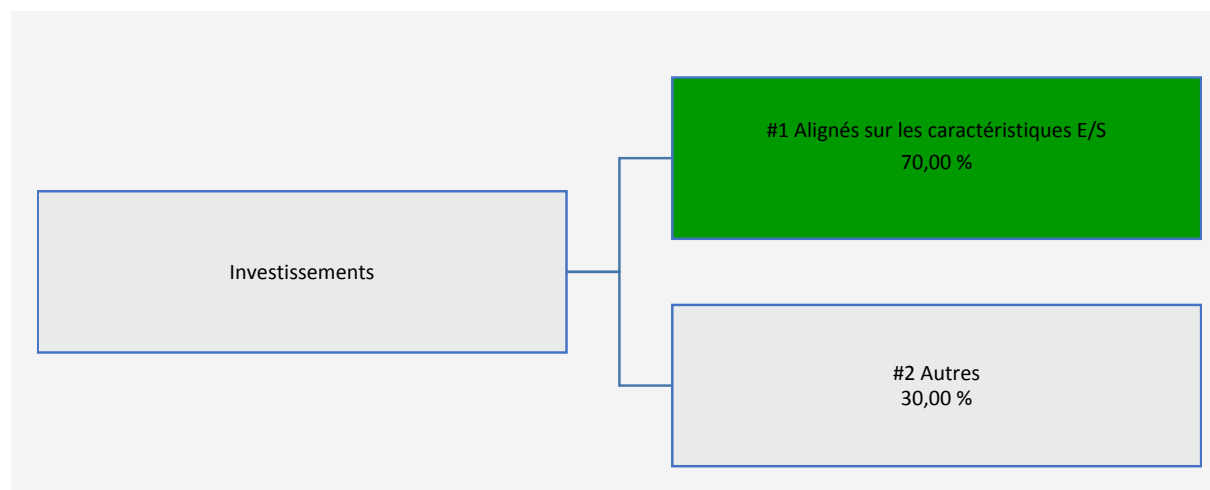 #1 Alignés sur les caractéristiques E/S
70,00 %
Investissements
#2 Autres
30,00 %